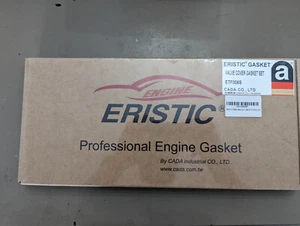 ENGINE
ERISTIC®
Professional Engine Gasket
By CADA Industrial CO., LTD.
www.cada.com.tw
ERISTIC® GASKET
VALVE COVER GASKET SET
CADA CO., LTD
a